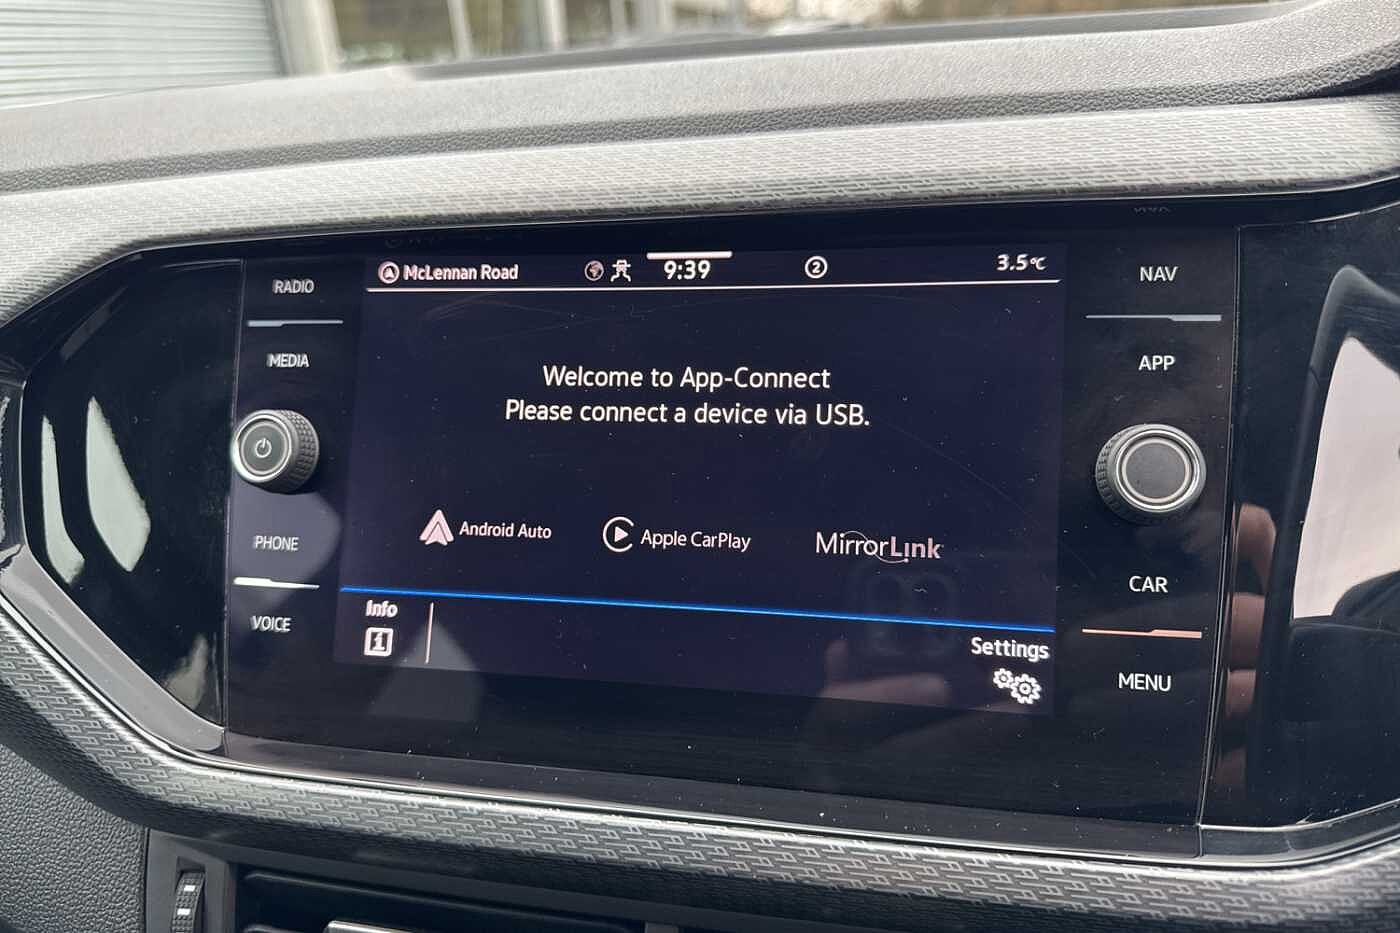 RADIO
MEDIA
PHONE
VOICE
McLennan Road
9:39
2
3.5°C
Welcome to App-Connect
Please connect a device via USB.
Android Auto
Apple CarPlay
MirrorLink
Info
Settings
NAV
APP
CAR
MENU